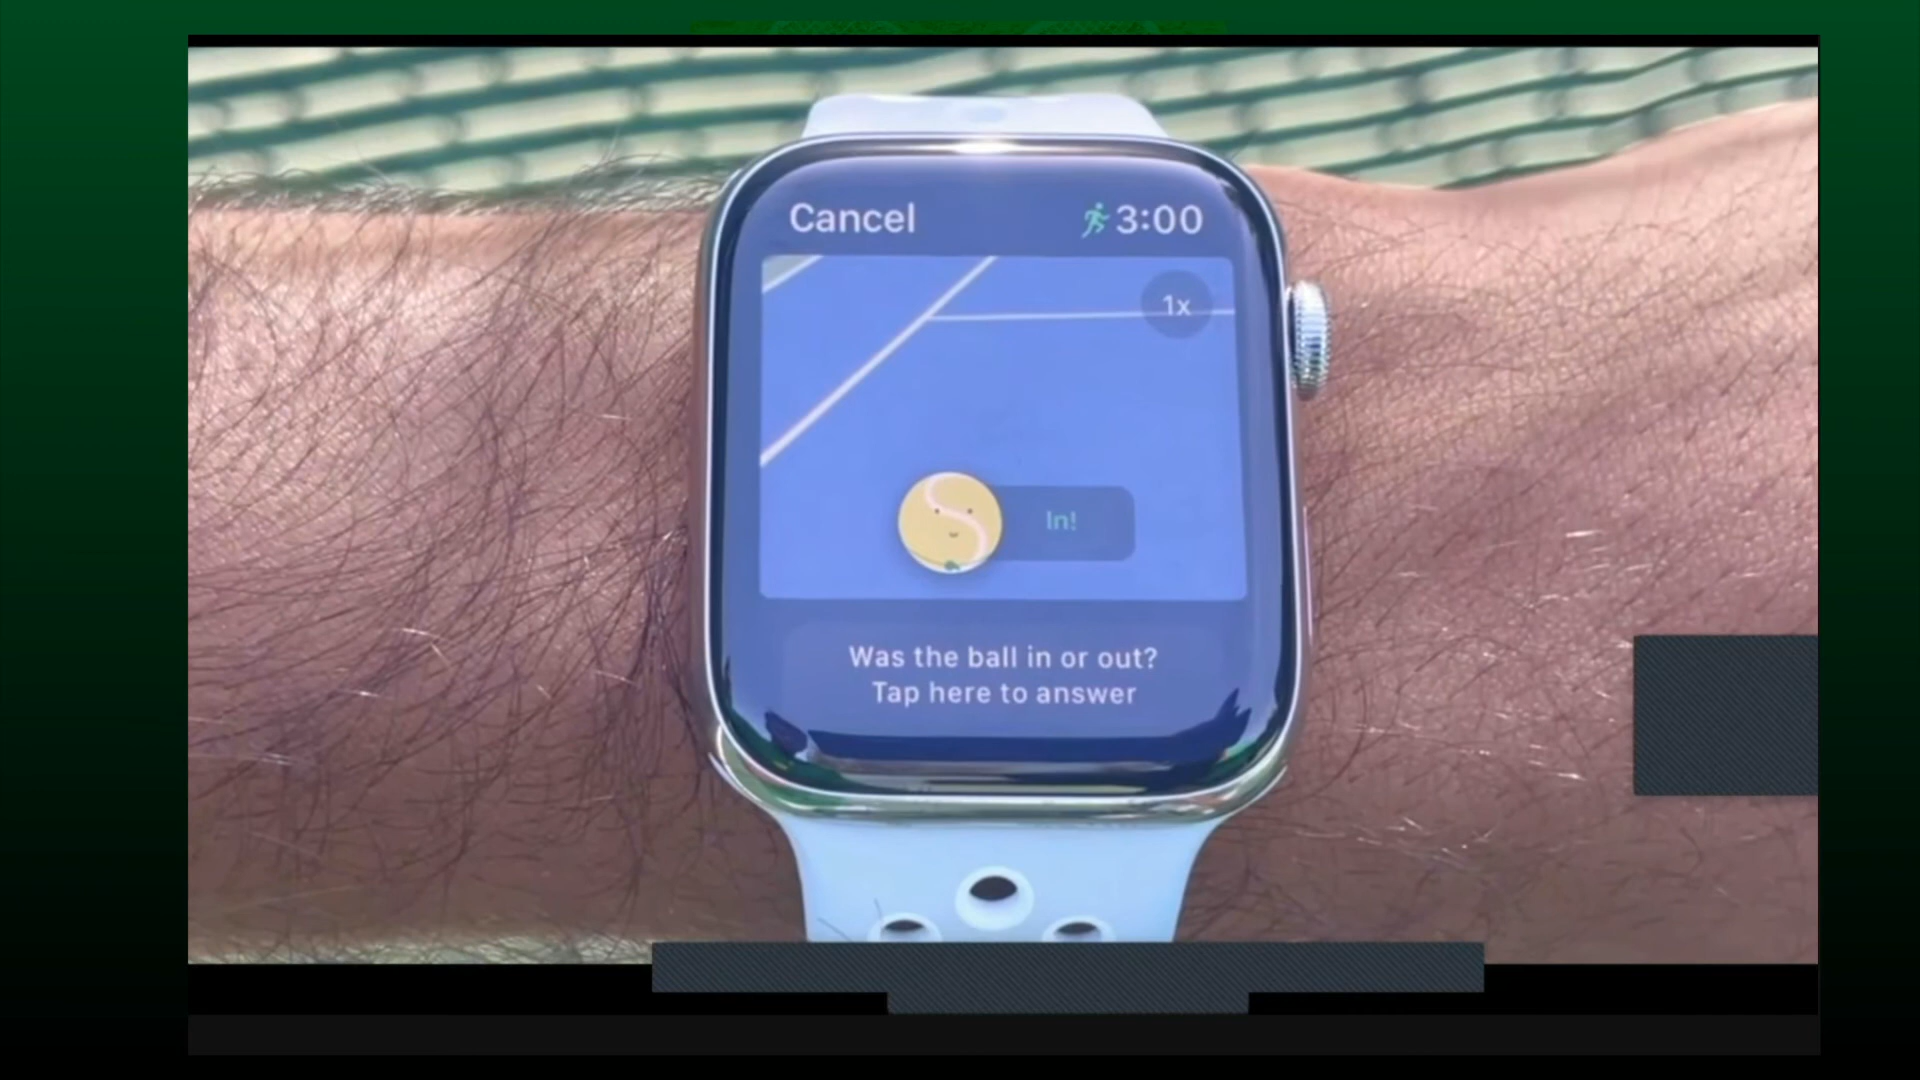 Cancel
3:00
1x
In!
Was the ball in or out?
Tap here to answer